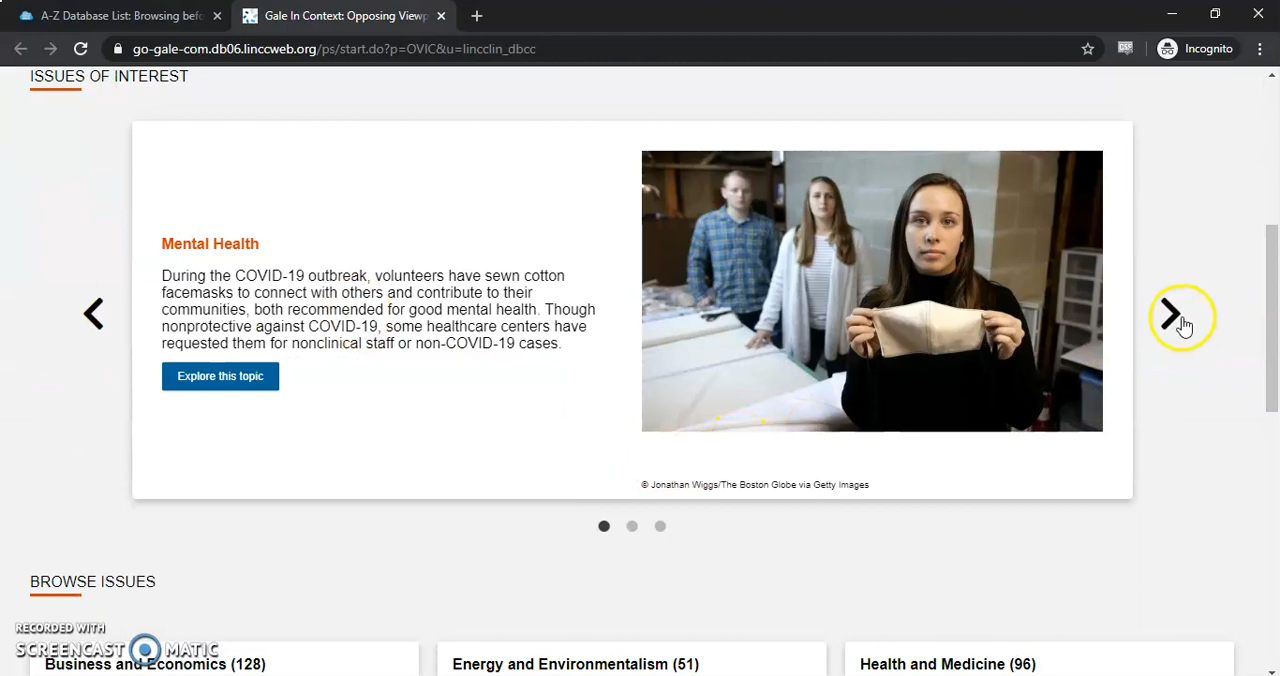 A-Z Database List: Browsing befo
Gale In Context: Opposing Viewp
go-gale-com.db06.linccweb.org/ps/start.do?p=OVIC&u=lincclin_dbcc
Incognito
ISSUES OF INTEREST
Mental Health
During the COVID-19 outbreak, volunteers have sewn cotton
facemasks to connect with others and contribute to their
communities, both recommended for good mental health. Though
nonprotective against COVID-19, some healthcare centers have
requested them for nonclinical staff or non-COVID-19 cases.
Explore this topic
© Jonathan Wiggs/The Boston Globe via Getty Images
BROWSE ISSUES
RECORDED WITH
SCREENCAST MATIC
Business and Economics (128)
Energy and Environmentalism (51)
Health and Medicine (96)